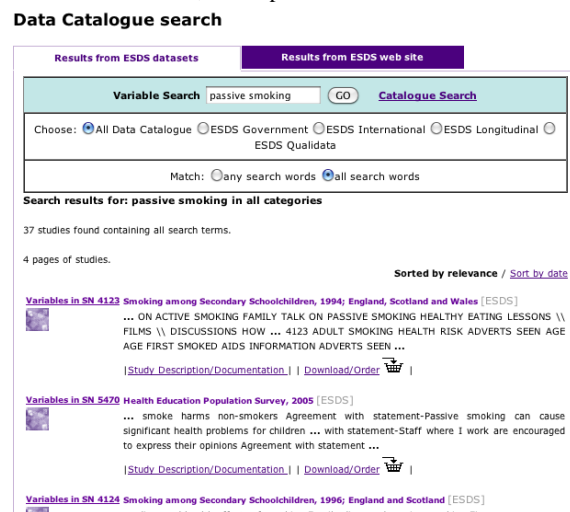 Data Catalogue search
Results from ESDS datasets
Results from ESDS web site
Variable Search passive smoking GO Catalogue Search
Choose: All Data Catalogue ESDS Government ESDS International ESDS Longitudinal
ESDS Qualidata
Match: any search words all search words
Search results for: passive smoking in all categories
37 studies found containing all search terms.
4 pages of studies.
Sorted by relevance / Sort by date
Variables in SN 4123 Smoking among Secondary Schoolchildren, 1994; England, Scotland and Wales [ESDS]
... ON ACTIVE SMOKING FAMILY TALK ON PASSIVE SMOKING HEALTHY EATING LESSONS \\
FILMS \\ DISCUSSIONS HOW ... 4123 ADULT SMOKING HEALTH RISK ADVERTS SEEN AGE
AGE FIRST SMOKED AIDS INFORMATION ADVERTS SEEN ...
|Study Description/Documentation | | Download/Order |
Variables in SN 5470 Health Education Population Survey, 2005 [ESDS]
... smoke harms non-smokers Agreement with statement-Passive smoking can cause
significant health problems for children ... with statement-Staff where I work are encouraged
to express their opinions Agreement with statement ...
|Study Description/Documentation | | Download/Order |
Variables in SN 4124 Smoking among Secondary Schoolchildren, 1996; England and Scotland [ESDS]